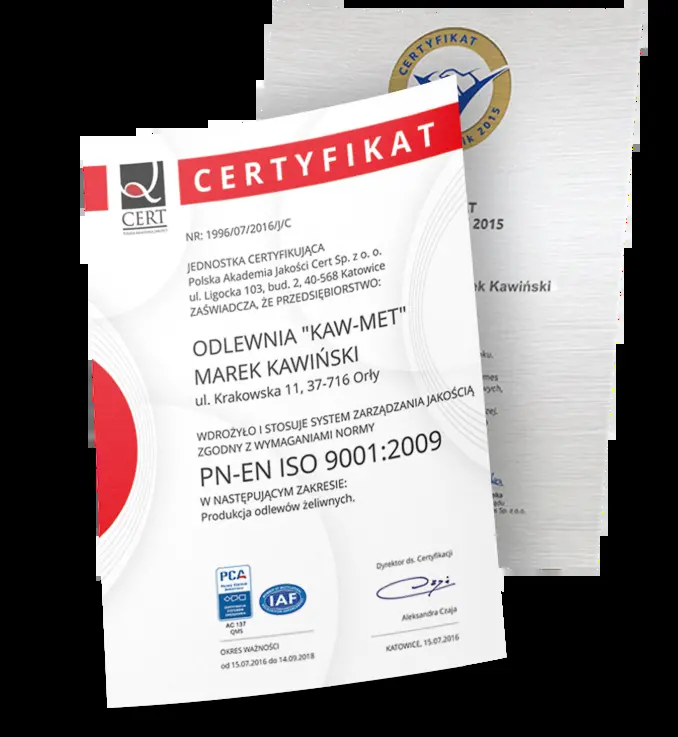 CERTYFIKAT
CERT
NR: 1996/07/2016/J/C
JEDNOSTKA CERTYFIKUJĄCA
Polska Akademia Jakości Cert Sp. z o. o.
ul. Ligocka 103, bud. 2, 40-568 Katowice
ZAŚWIADCZA, ŻE PRZEDSIĘBIORSTWO:
ODLEWNIA "KAW-MET"
MAREK KAWIŃSKI
ul. Krakowska 11, 37-716 Orły
WDROŻYŁO I STOSUJE SYSTEM ZARZĄDZANIA JAKOŚCIĄ
ZGODNY Z WYMAGANIAMI NORMY
PN-EN ISO 9001:2009
W NASTĘPUJĄCYM ZAKRESIE:
Produkcja odlewów żeliwnych.
PCA
IAF
AC 137
QMS
OKRES WAŻNOŚCI
od 15.07.2016 do 14.09.2018
Dyrektor ds. Certyfikacji
Aleksandra Czaja
KATOWICE, 15.07.2016
CERTYFIKAT
2015
2015
Kawiński
Sp. z o.o.